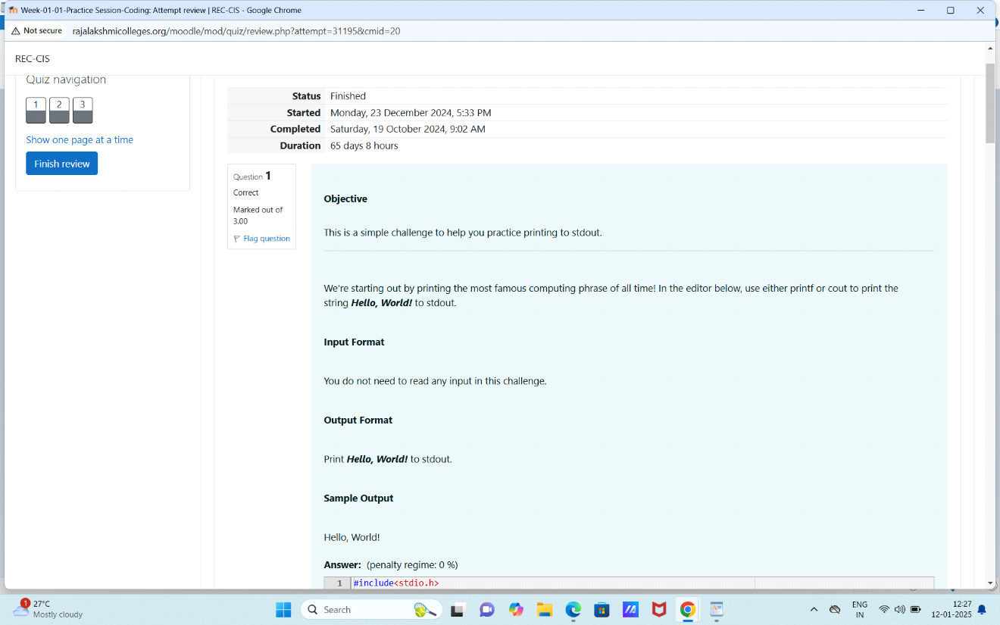 Week-01-01-Practice Session-Coding: Attempt review | REC-CIS - Google Chrome
Not secure rajalakshmicolleges.org/moodle/mod/quiz/review.php?attempt=31195&cmid=20
REC-CIS
Quiz navigation
1 2 3
Show one page at a time
Finish review
Status Finished
Started Monday, 23 December 2024, 5:33 PM
Completed Saturday, 19 October 2024, 9:02 AM
Duration 65 days 8 hours
Question 1
Correct
Marked out of
3.00
Flag question
Objective
This is a simple challenge to help you practice printing to stdout.
We're starting out by printing the most famous computing phrase of all time! In the editor below, use either printf or cout to print the
string Hello, World! to stdout.
Input Format
You do not need to read any input in this challenge.
Output Format
Print Hello, World! to stdout.
Sample Output
Hello, World!
Answer: (penalty regime: 0 %)
1 #include<stdio.h>
1
27°C
Mostly cloudy
Search
ENG
IN
12:27
12-01-2025